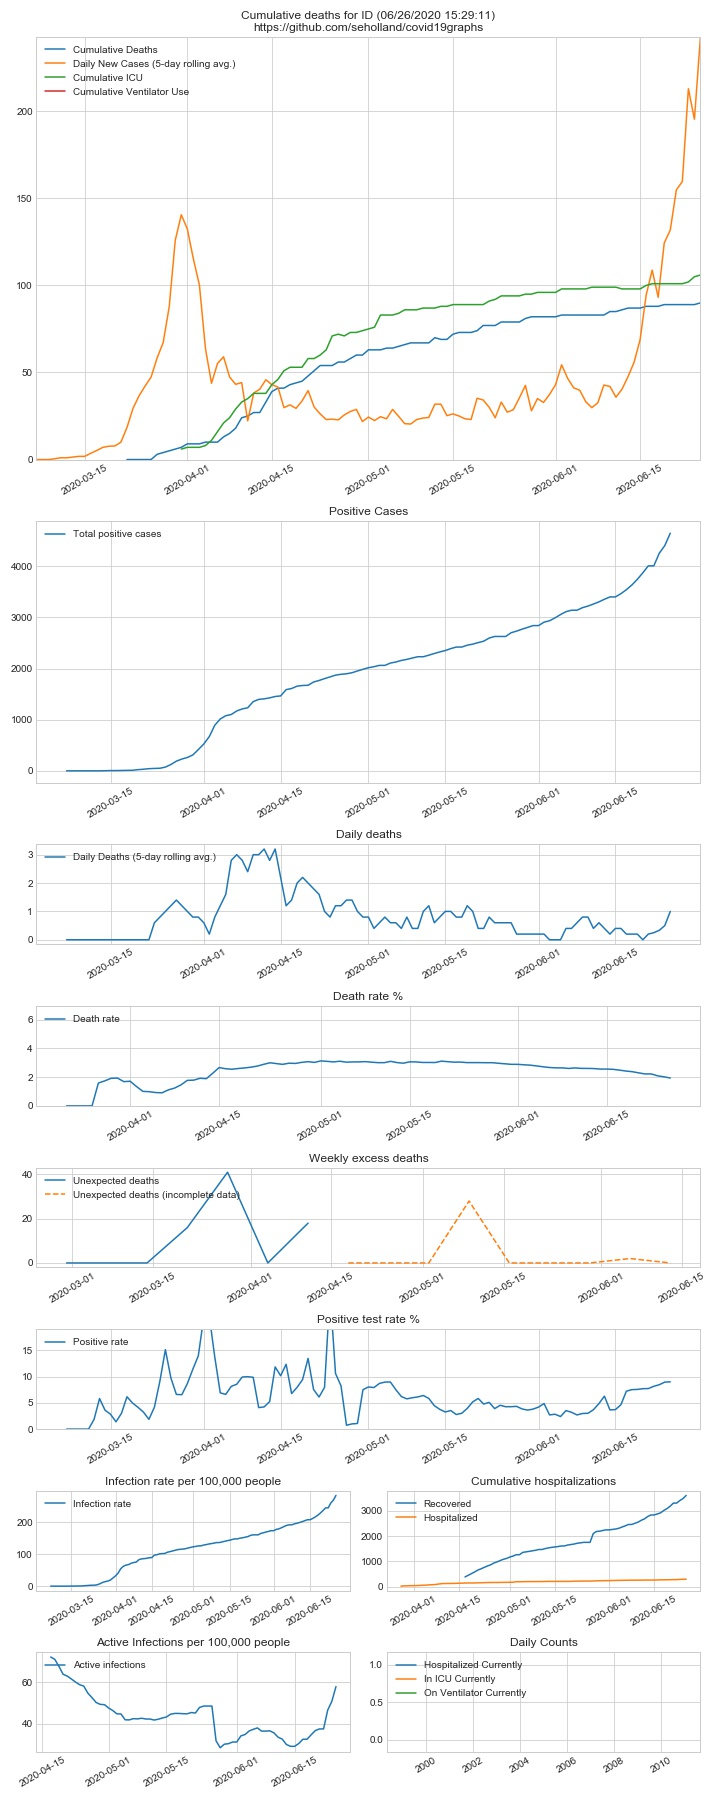 Cumulative deaths for ID (06/26/2020 15:29:11)
https://github.com/seholland/covid19graphs
Cumulative Deaths
Daily New Cases (5-day rolling avg.)
Cumulative ICU
Cumulative Ventilator Use
200
150
100
50
0
2020-03-15 2020-04-01 2020-04-15 2020-05-01 2020-05-15 2020-06-01 2020-06-15
Positive Cases
Total positive cases
4000
3000
2000
1000
0
2020-03-15 2020-04-01 2020-04-15 2020-05-01 2020-05-15 2020-06-01 2020-06-15
Daily deaths
Daily Deaths (5-day rolling avg.)
3
2
1
0
2020-03-15 2020-04-01 2020-04-15 2020-05-01 2020-05-15 2020-06-01 2020-06-15
Death rate %
Death rate
6
4
2
0
2020-04-01 2020-04-15 2020-05-01 2020-05-15 2020-06-01 2020-06-15
Weekly excess deaths
Unexpected deaths
Unexpected deaths (incomplete data)
40
20
0
2020-03-01 2020-03-15 2020-04-01 2020-04-15 2020-05-01 2020-05-15 2020-06-01 2020-06-15
Positive test rate %
Positive rate
15
10
5
0
2020-03-15 2020-04-01 2020-04-15 2020-05-01 2020-05-15 2020-06-01 2020-06-15
Infection rate per 100,000 people
Infection rate
200
100
0
2020-03-15 2020-04-01 2020-04-15 2020-05-01 2020-05-15 2020-06-01 2020-06-15
Cumulative hospitalizations
Recovered
Hospitalized
3000
2000
1000
0
2020-04-01 2020-04-15 2020-05-01 2020-05-15 2020-06-01 2020-06-15
Active Infections per 100,000 people
Active infections
60
40
2020-04-15 2020-05-01 2020-05-15 2020-06-01 2020-06-15
Daily Counts
Hospitalized Currently
In ICU Currently
On Ventilator Currently
1.0
0.5
0.0
2000 2002 2004 2006 2008 2010